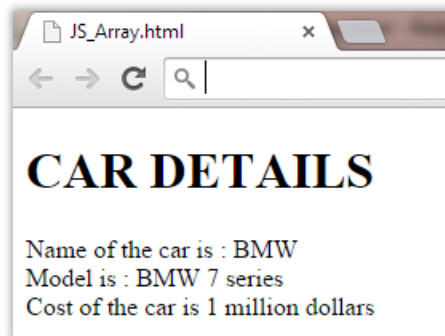 JS_Array.html
CAR DETAILS
Name of the car is : BMW
Model is : BMW 7 series
Cost of the car is 1 million dollars